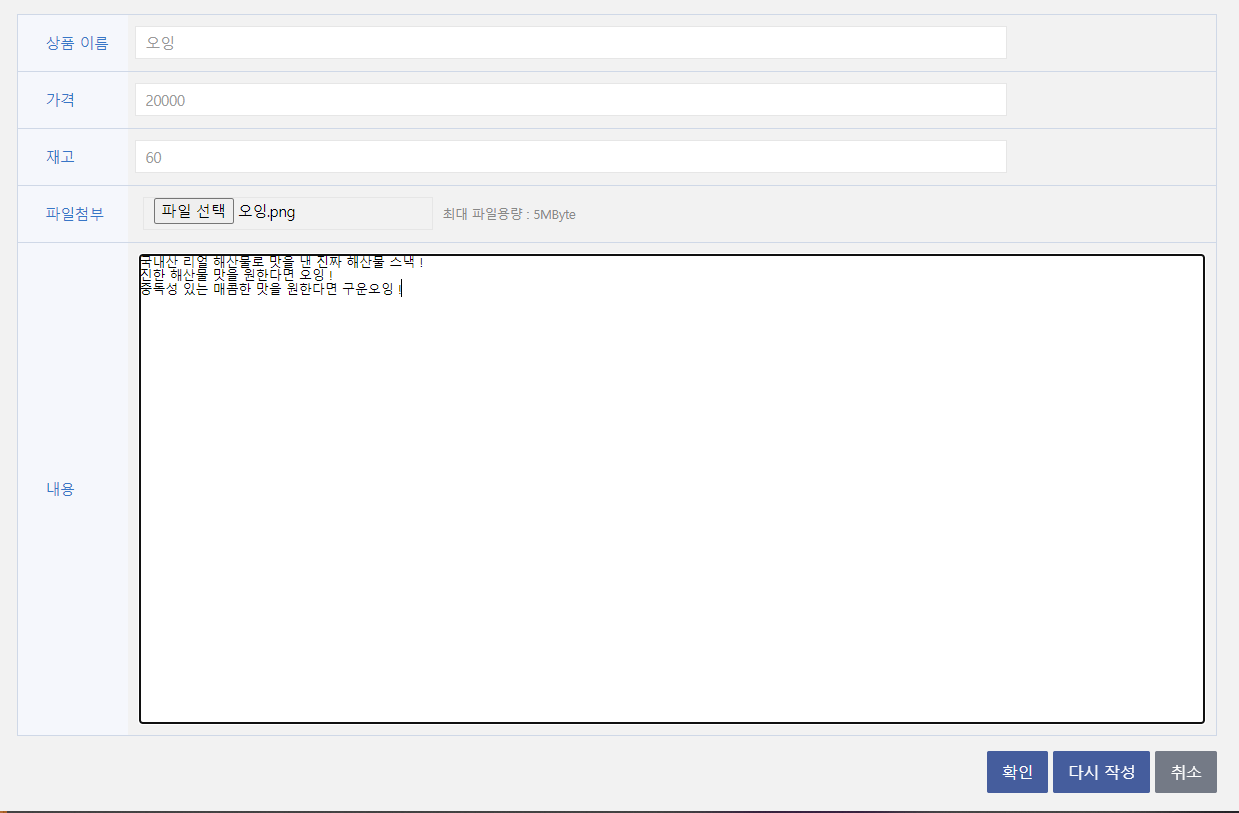 상품 이름 오잉
가격 20000
재고 60
파일첨부 파일 선택 오잉.png 최대 파일용량 : 5MByte
국내산 리얼 해산물로 맛을 낸 진짜 해산물 스낵 !
진한 해산물 맛을 원한다면 오잉 !
중독성 있는 매콤한 맛을 원한다면 구운오잉 !
내용
확인 다시 작성 취소